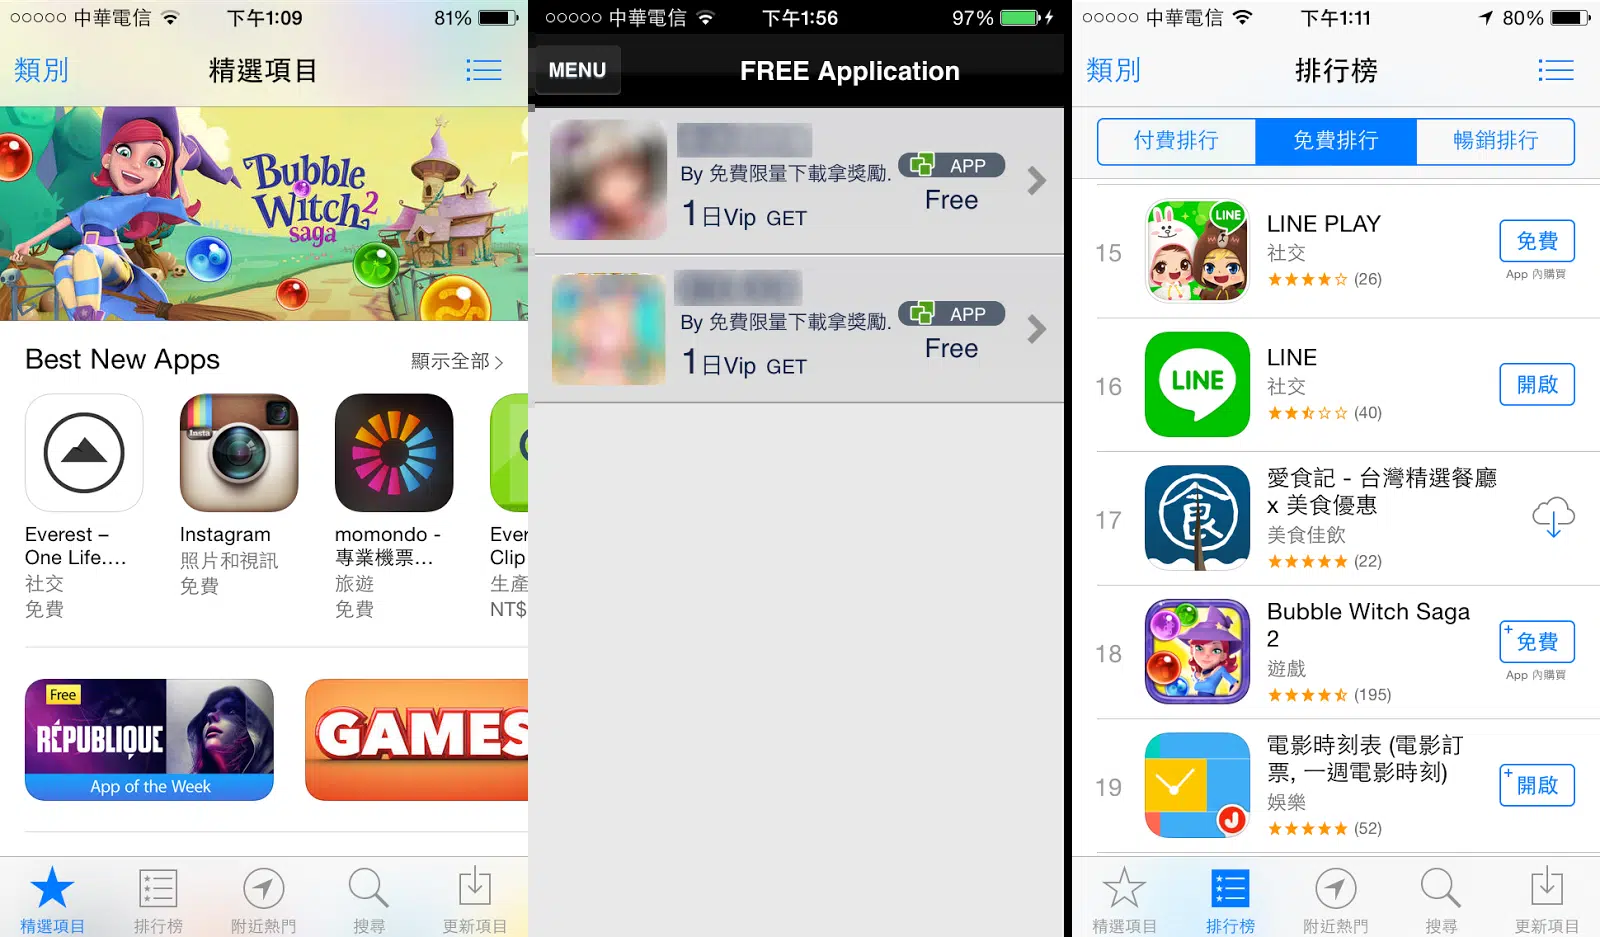 中華電信
下午1:09
81%
類別
精選項目
Bubble
Witch 2
saga
Best New Apps
顯示全部
Insta
Everest –
One Life....
社交
免費
Instagram
照片和視訊
免費
momondo -
專業機票...
旅遊
免費
Ever
Clip
生產
NT$
Free
RÉPUBLIQUE
App of the Week
GAMES
精選項目
排行榜
附近熱門
搜尋
更新項目
中華電信
下午1:56
97%
MENU
FREE Application
By 免費限量下載拿獎勵.
1日Vip GET
APP
Free
By 免費限量下載拿獎勵.
1日Vip GET
APP
Free
中華電信
下午1:11
80%
類別
排行榜
付費排行
免費排行
暢銷排行
15
LINE
LINE PLAY
社交
(26)
免費
App 內購買
16
LINE
LINE
社交
(40)
開啟
17
食
愛食記 - 台灣精選餐廳
x 美食優惠
美食佳飲
(22)
18
Bubble Witch Saga
2
遊戲
(195)
+免費
App 內購買
19
J
電影時刻表 (電影訂
票, 一週電影時刻)
娛樂
(52)
+開啟
精選項目
排行榜
附近熱門
搜尋
更新項目